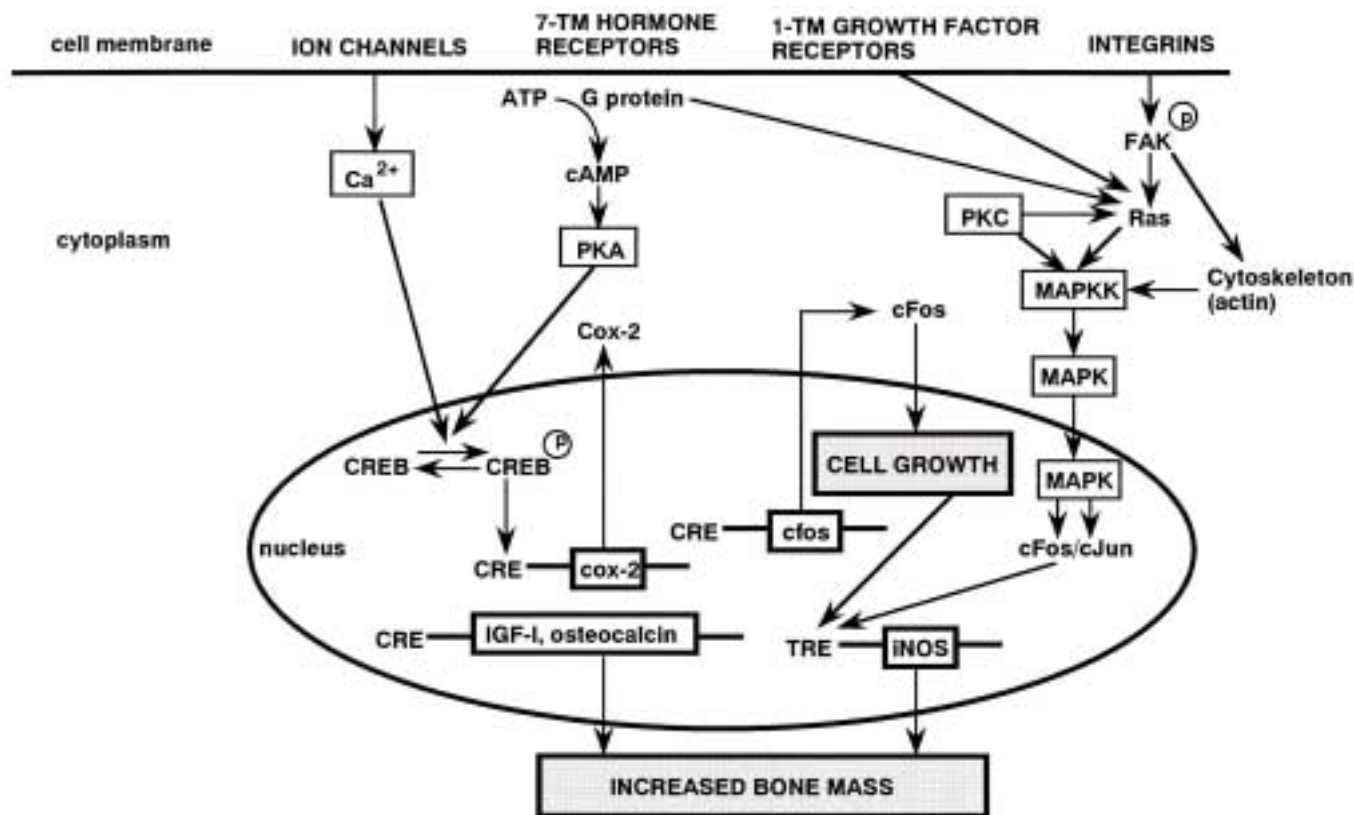 cell membrane
ION CHANNELS
7-TM HORMONE
RECEPTORS
1-TM GROWTH FACTOR
RECEPTORS
INTEGRINS
ATP
G protein
P
FAK
Ca2+
cAMP
PKC
Ras
cytoplasm
PKA
MAPKK
Cytoskeleton
(actin)
cFos
Cox-2
MAPK
CREB
CREB
P
CELL GROWTH
MAPK
nucleus
CRE
cfos
cFos/cJun
CRE
cox-2
CRE
IGF-I, osteocalcin
TRE
iNOS
INCREASED BONE MASS